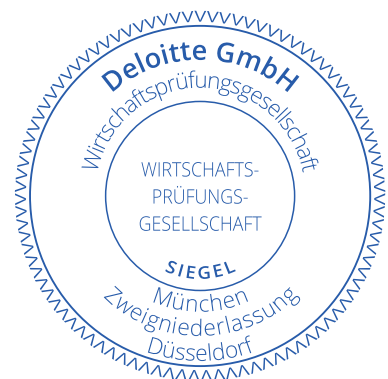 Deloitte GmbH
Wirtschaftsprüfungsgesellschaft
WIRTSCHAFTS-
PRÜFUNGS-
GESELLSCHAFT
SIEGEL
München
Zweigniederlassung
Düsseldorf